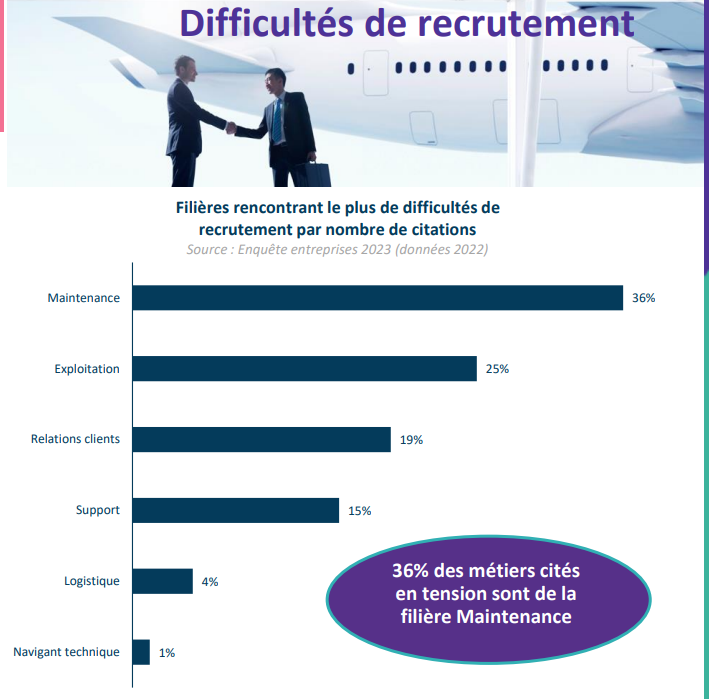 Difficultés de recrutement
Filières rencontrant le plus de difficultés de
recrutement par nombre de citations
Source : Enquête entreprises 2023 (données 2022)
Maintenance 36%
Exploitation 25%
Relations clients 19%
Support 15%
Logistique 4%
Navigant technique 1%
36% des métiers cités
en tension sont de la
filière Maintenance